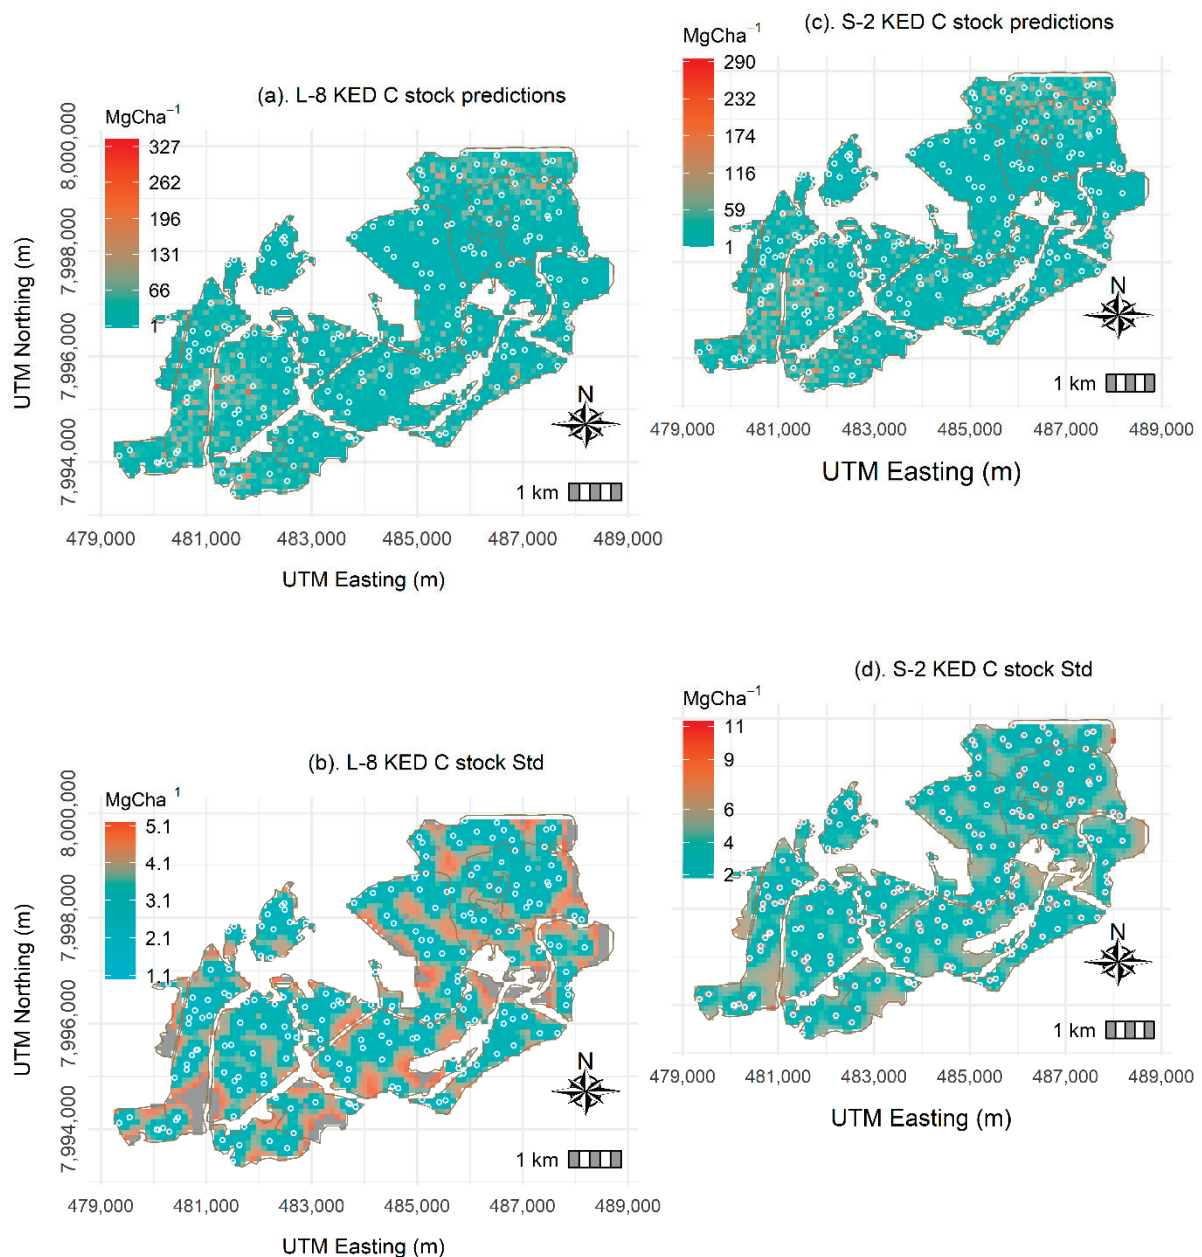 (a). L-8 KED C stock predictions
MgCha⁻¹
327
262
196
131
66
1
UTM Northing (m)
8,000,000
7,998,000
7,996,000
7,994,000
N
1 km
479,000 481,000 483,000 485,000 487,000 489,000
UTM Easting (m)
(c). S-2 KED C stock predictions
MgCha⁻¹
290
232
174
116
59
1
N
1 km
479,000 481,000 483,000 485,000 487,000 489,000
UTM Easting (m)
(b). L-8 KED C stock Std
MgCha ¹
5.1
4.1
3.1
2.1
1.1
UTM Northing (m)
8,000,000
7,998,000
7,996,000
7,994,000
N
1 km
479,000 481,000 483,000 485,000 487,000 489,000
UTM Easting (m)
(d). S-2 KED C stock Std
MgCha⁻¹
11
9
6
4
2
N
1 km
479,000 481,000 483,000 485,000 487,000 489,000
UTM Easting (m)